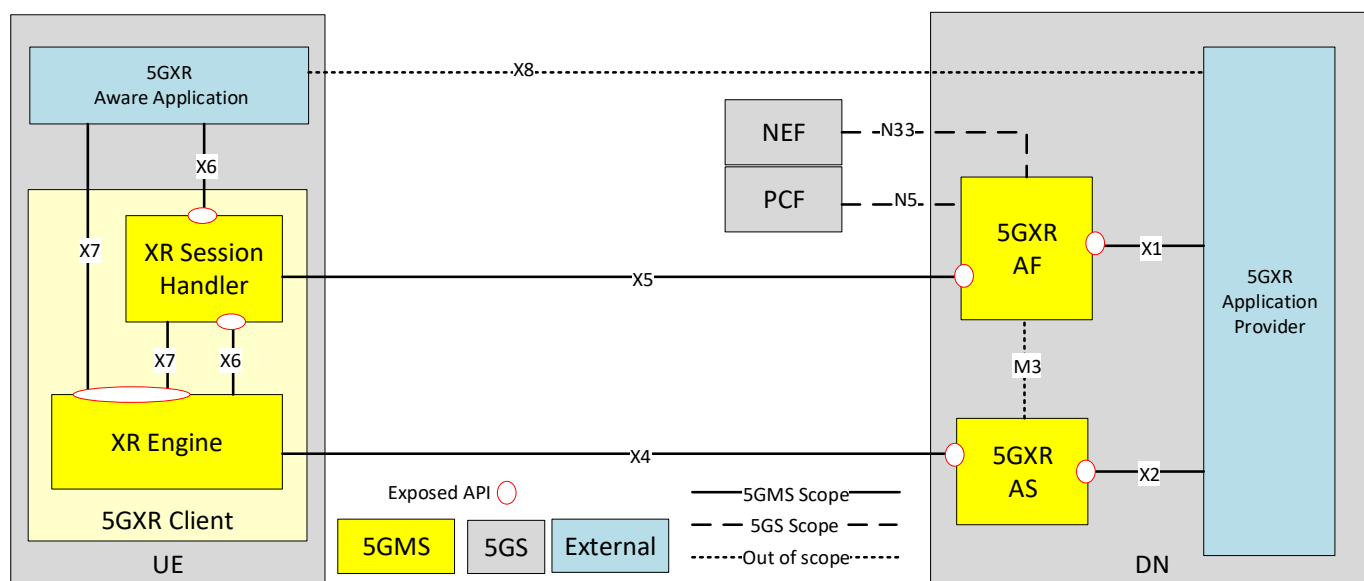 5GXR
Aware Application
X8
NEF
N33
PCF
N5
X6
X7
XR Session
Handler
X5
5GXR
AF
X1
5GXR
Application
Provider
X7
X6
M3
XR Engine
X4
5GXR
AS
X2
5GXR Client
UE
Exposed API
5GMS
5GS
External
5GMS Scope
5GS Scope
Out of scope
DN